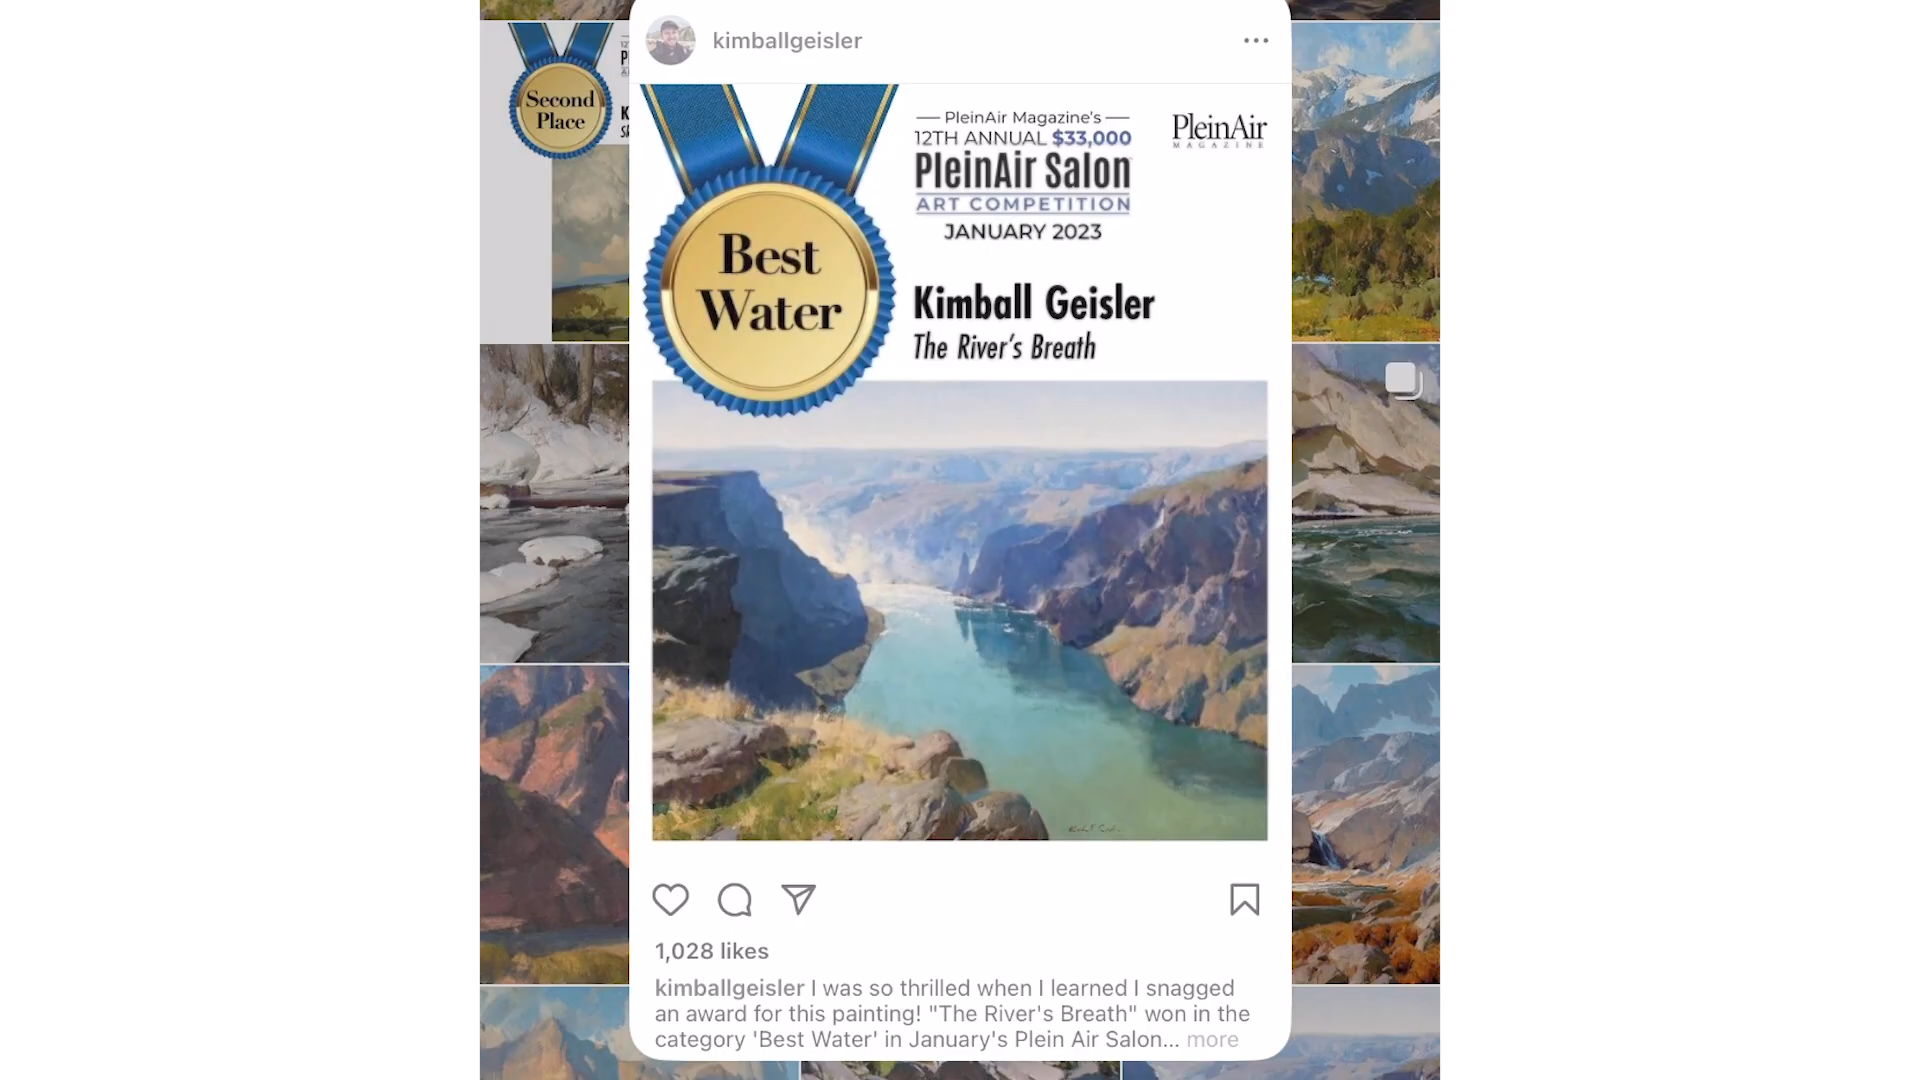 kimballgeisler
Second
Place
Best
Water
PleinAir Magazine's
12TH ANNUAL $33,000
PleinAir Salon
ART COMPETITION
JANUARY 2023
PleinAir
MAGAZINE
Kimball Geisler
The River's Breath
1,028 likes
kimballgeisler I was so thrilled when I learned I snagged
an award for this painting! "The River's Breath" won in the
category 'Best Water' in January's Plein Air Salon... more